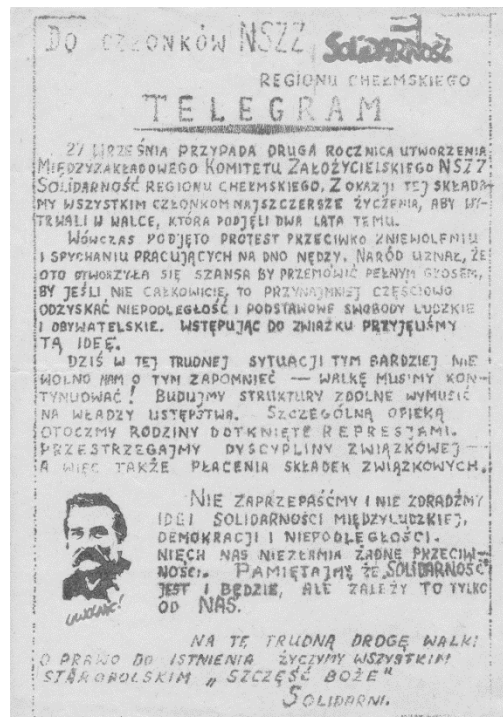 DO CZŁONKÓW NSZZ SOLIDARNOŚĆ
REGIONU CHEŁMSKIEGO
TELEGRAM
27 WRZEŚNIA PRZYPADA DRUGA ROCZNICA UTWORZENIA
MIĘDZYZAKŁADOWEGO KOMITETU ZAŁOŻYCIELSKIEGO NSZZ
SOLIDARNOŚĆ REGIONU CHEŁMSKIEGO. Z OKAZJI TEJ SKŁADA-
MY WSZYSTKIM CZŁONKOM NAJSZCZERSZE ŻYCZENIA, ABY WY-
TRWALI W WALCE, KTÓRĄ PODJĘLI DWA LATA TEMU.
WÓWCZAS PODJĘTO PROTEST PRZECIWKO ZNIEWOLENIU
I SPYCHANIU PRACUJĄCYCH NA DNO NĘDZY. NARÓD UZNAŁ, ŻE
OTO OTWORZYŁA SIĘ SZANSA BY PRZEMÓWIĆ PEŁNYM GŁOSEM,
BY JEŚLI NIE CAŁKOWICIE, TO PRZYNAJMNIEJ CZĘŚCIOWO
ODZYSKAĆ NIEPODLEGŁOŚĆ I PODSTAWOWE SWOBODY LUDZKIE
I OBYWATELSKIE. WSTĘPUJĄC DO ZWIĄZKU PRZYJĘLIŚMY
TĄ IDEĘ.
DZIŚ W TEJ TRUDNEJ SYTUACJI TYM BARDZIEJ NIE
WOLNO NAM O TYM ZAPOMNIEĆ — WALKĘ MUSIMY KON-
TYNUOWAĆ! BUDUJMY STRUKTURY ZDOLNE WYMUSIĆ
NA WŁADZY USTĘPSTWA. SZCZEGÓLNĄ OPIEKĄ
OTOCZMY RODZINY DOTKNIĘTE REPRESJAMI.
PRZESTRZEGAJMY DYSCYPLINY ZWIĄZKOWEJ —
A WIĘC TAKŻE PŁACENIA SKŁADEK ZWIĄZKOWYCH.
NIE ZAPRZEPAŚĆMY I NIE ZDRADŹMY
IDEI SOLIDARNOŚCI MIĘDZYLUDZKIEJ,
DEMOKRACJI I NIEPODLEGŁOŚCI.
NIECH NAS NIEZŁAMIĄ ŻADNE PRZECIW-
NOŚCI. PAMIĘTAJMY ŻE SOLIDARNOŚĆ
JEST I BĘDZIE, ALE ZALEŻY TO TYLKO
OD NAS.
UWOLNIĆ!
NA TĘ TRUDNĄ DROGĘ WALKI
O PRAWO DO ISTNIENIA ŻYCZYMY WSZYSTKIM
STAROPOLSKIM „SZCZĘŚĆ BOŻE"
SOLIDARNI.